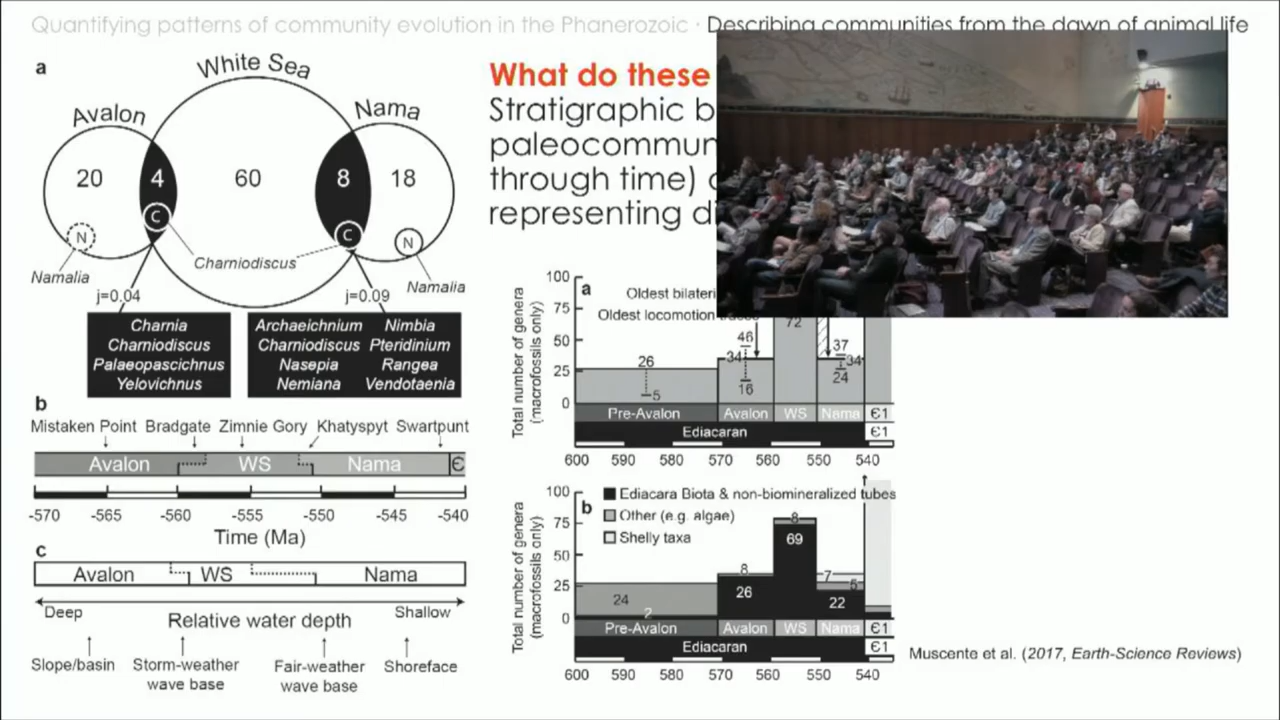 Quantifying patterns of community evolution in the Phanerozoic · Describing communities from the dawn of animal life
a
White Sea
Avalon
Nama
20
4
60
8
18
C
C
N
N
Charniodiscus
Namalia
Namalia
j=0.04
j=0.09
Charnia
Charniodiscus
Palaeopascichnus
Yelovichnus
Archaeichnium Nimbia
Charniodiscus Pteridinium
Nasepia Rangea
Nemiana Vendotaenia
b
Mistaken Point Bradgate Zimnie Gory Khatyspyt Swartpunt
Avalon WS Nama Є
-570 -565 -560 -555 -550 -545 -540
Time (Ma)
c
Avalon WS Nama
Deep Shallow
Relative water depth
Slope/basin Storm-weather wave base Fair-weather wave base Shoreface
What do these
Stratigraphic b
paleocommun
through time)
representing di
a
Total number of genera
(macrofossils only)
100
75
50
25
0
Oldest bilateri
Oldest locomotion traces
26
5
46
34
16
72
37
34
24
Pre-Avalon Avalon WS Nama Є1
Ediacaran Є1
600 590 580 570 560 550 540
b
Total number of genera
(macrofossils only)
100
75
50
25
0
Ediacara Biota & non-biomineralized tubes
Other (e.g. algae)
Shelly taxa
24
2
8
26
8
69
7
5
22
Pre-Avalon Avalon WS Nama Є1
Ediacaran Є1
600 590 580 570 560 550 540
Muscente et al. (2017, Earth-Science Reviews)